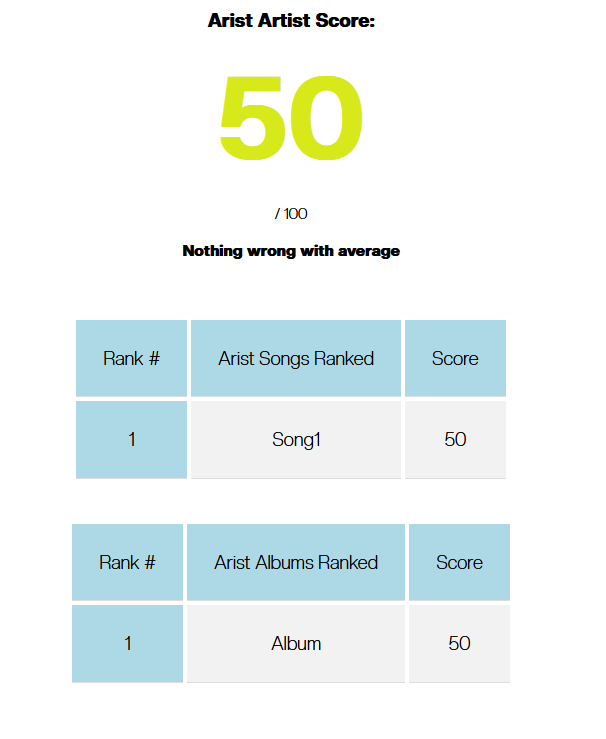 Arist Artist Score:
50
/ 100
Nothing wrong with average
Rank # Arist Songs Ranked Score
1 Song1 50
Rank # Arist Albums Ranked Score
1 Album 50